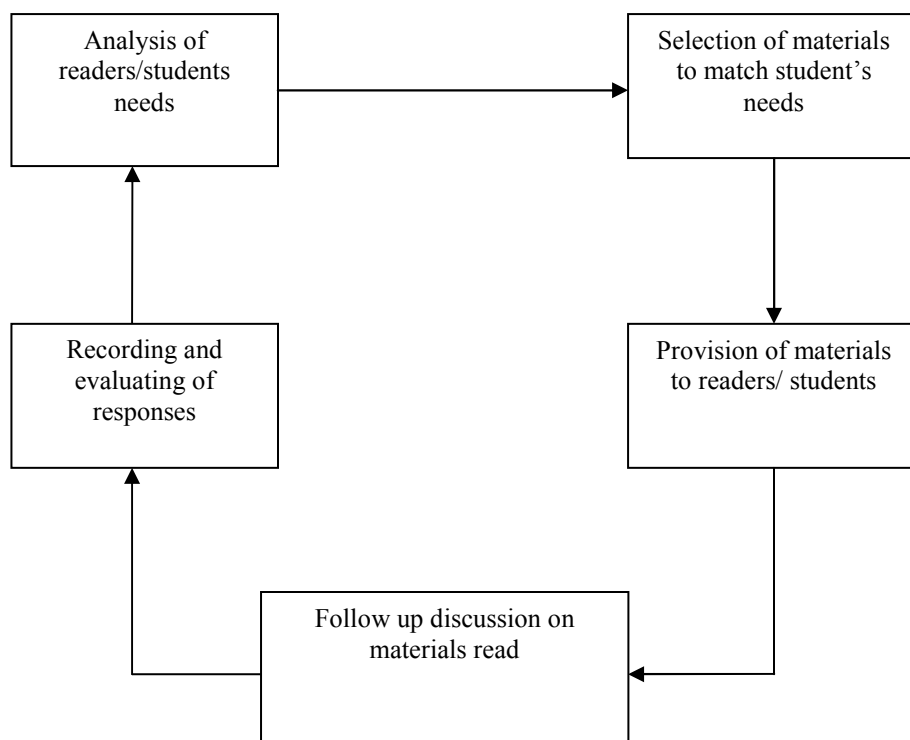 Analysis of
readers/students
needs
Selection of materials
to match student’s
needs
Provision of materials
to readers/ students
Follow up discussion on
materials read
Recording and
evaluating of
responses